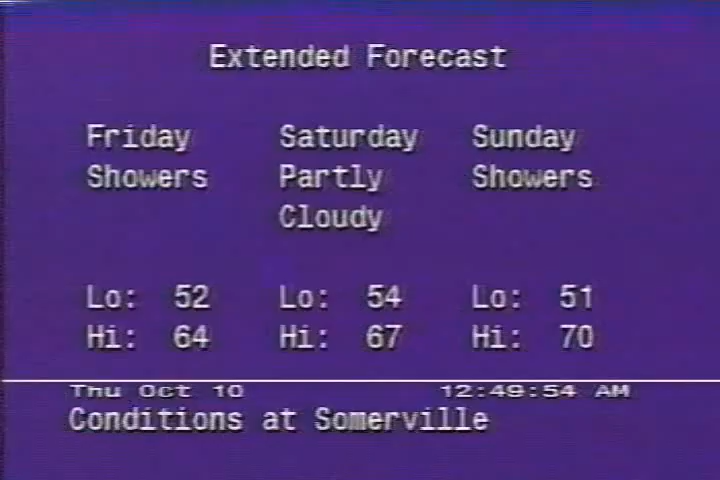 Extended Forecast
Friday Saturday Sunday
Showers Partly Showers
Cloudy
Lo: 52 Lo: 54 Lo: 51
Hi: 64 Hi: 67 Hi: 70
Thu Oct 10 12:49:54 AM
Conditions at Somerville